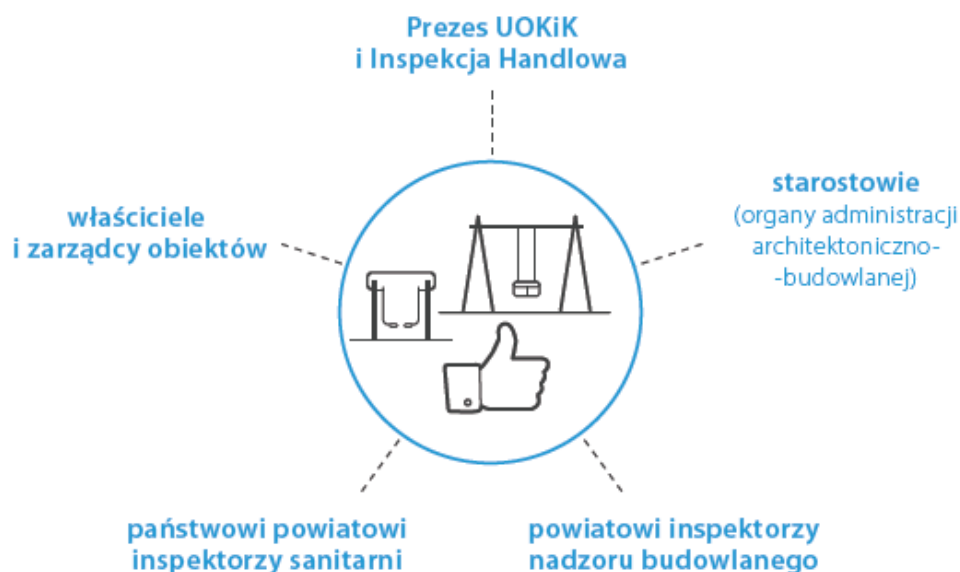 Prezes UOKiK
i Inspekcja Handlowa
starostowie
(organy administracji
architektoniczno-
-budowlanej)
właściciele
i zarządcy obiektów
państwowi powiatowi
inspektorzy sanitarni
powiatowi inspektorzy
nadzoru budowlanego